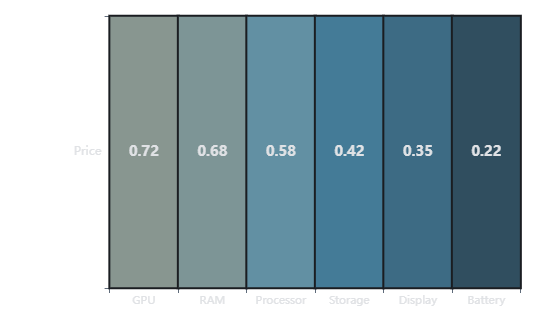 Price 0.72 0.68 0.58 0.42 0.35 0.22
GPU RAM Processor Storage Display Battery